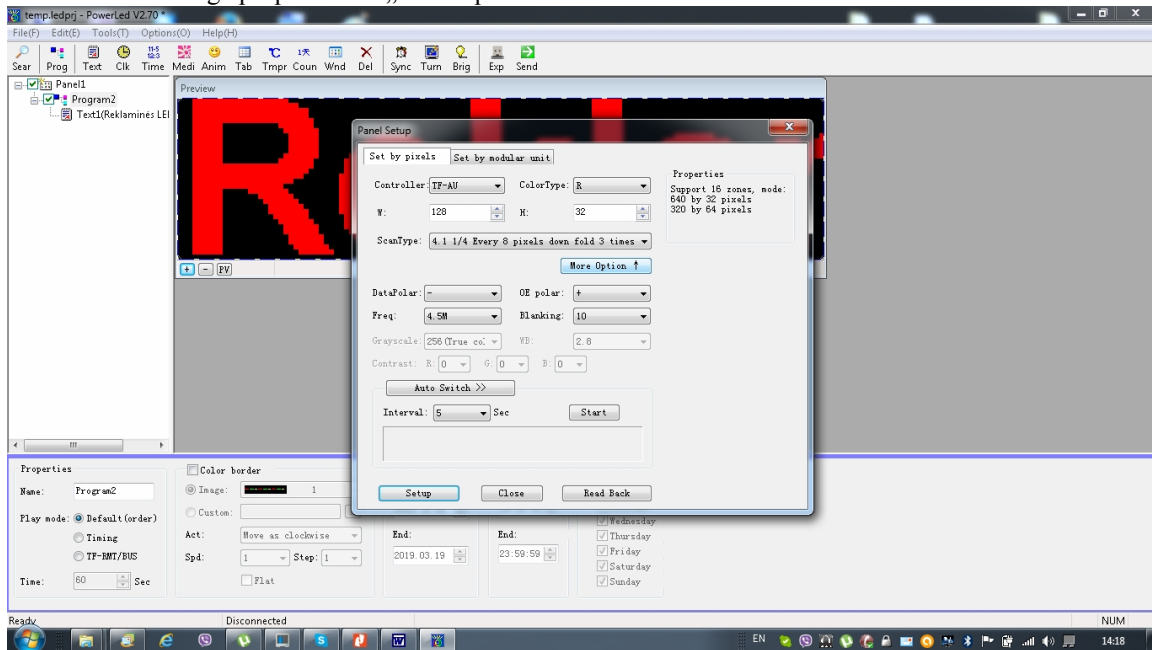 temp.ledprj - PowerLed V2.70 *
File(F) Edit(E) Tools(T) Options(O) Help(H)
Sear Prog Text Clk Time Medi Anim Tab Tmpr Coun Wnd Del Sync Turn Brig Exp Send
Panel1
Program2
Text1(Reklaminės LEI
Preview
Panel Setup
Set by pixels Set by modular unit
Controller: TF-AU ColorType: R
W: 128 H: 32
ScanType: 4.1 1/4 Every 8 pixels down fold 3 times
More Option ↑
Properties
Support 16 zones, mode:
640 by 32 pixels
320 by 64 pixels
+ - PV
DataPolar: - OE polar: +
Freq: 4.5M Blanking: 10
Grayscale: 256(True co WB: 2.8
Contrast: R: 0 G: 0 B: 0
Auto Switch >>
Interval: 5 Sec Start
Setup Close Read Back
Properties
Name: Program2
Play mode: Default(order)
Timing
TF-RMT/BUS
Time: 60 Sec
Color border
Image: 1
Custom:
Act: Move as clockwise
Spd: 1 Step: 1
Flat
End: End:
2019.03.19 23:59:59
Wednesday
Thursday
Friday
Saturday
Sunday
Ready Disconnected NUM
EN 14:18